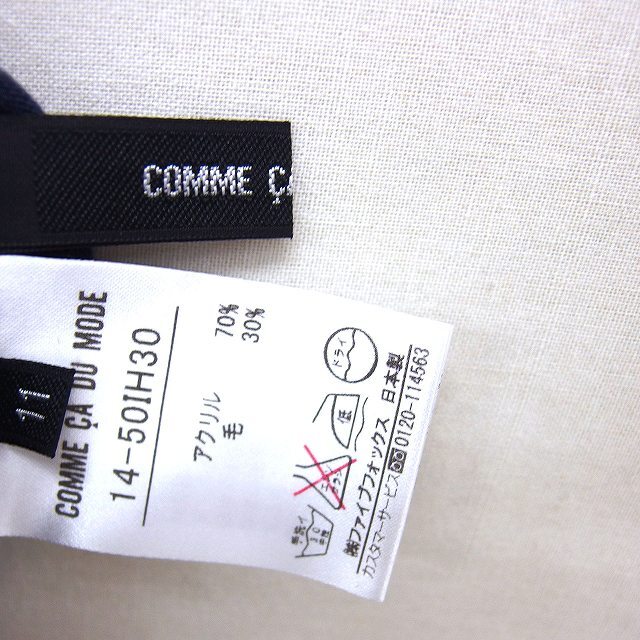 COMME Ç
11
COMME ÇA DU MODE
14-50IH30
アクリル 70%
毛 30%
ドライ
低
30
㈱ファイブフォックス 日本製
カスタマーサービス 0120-114563